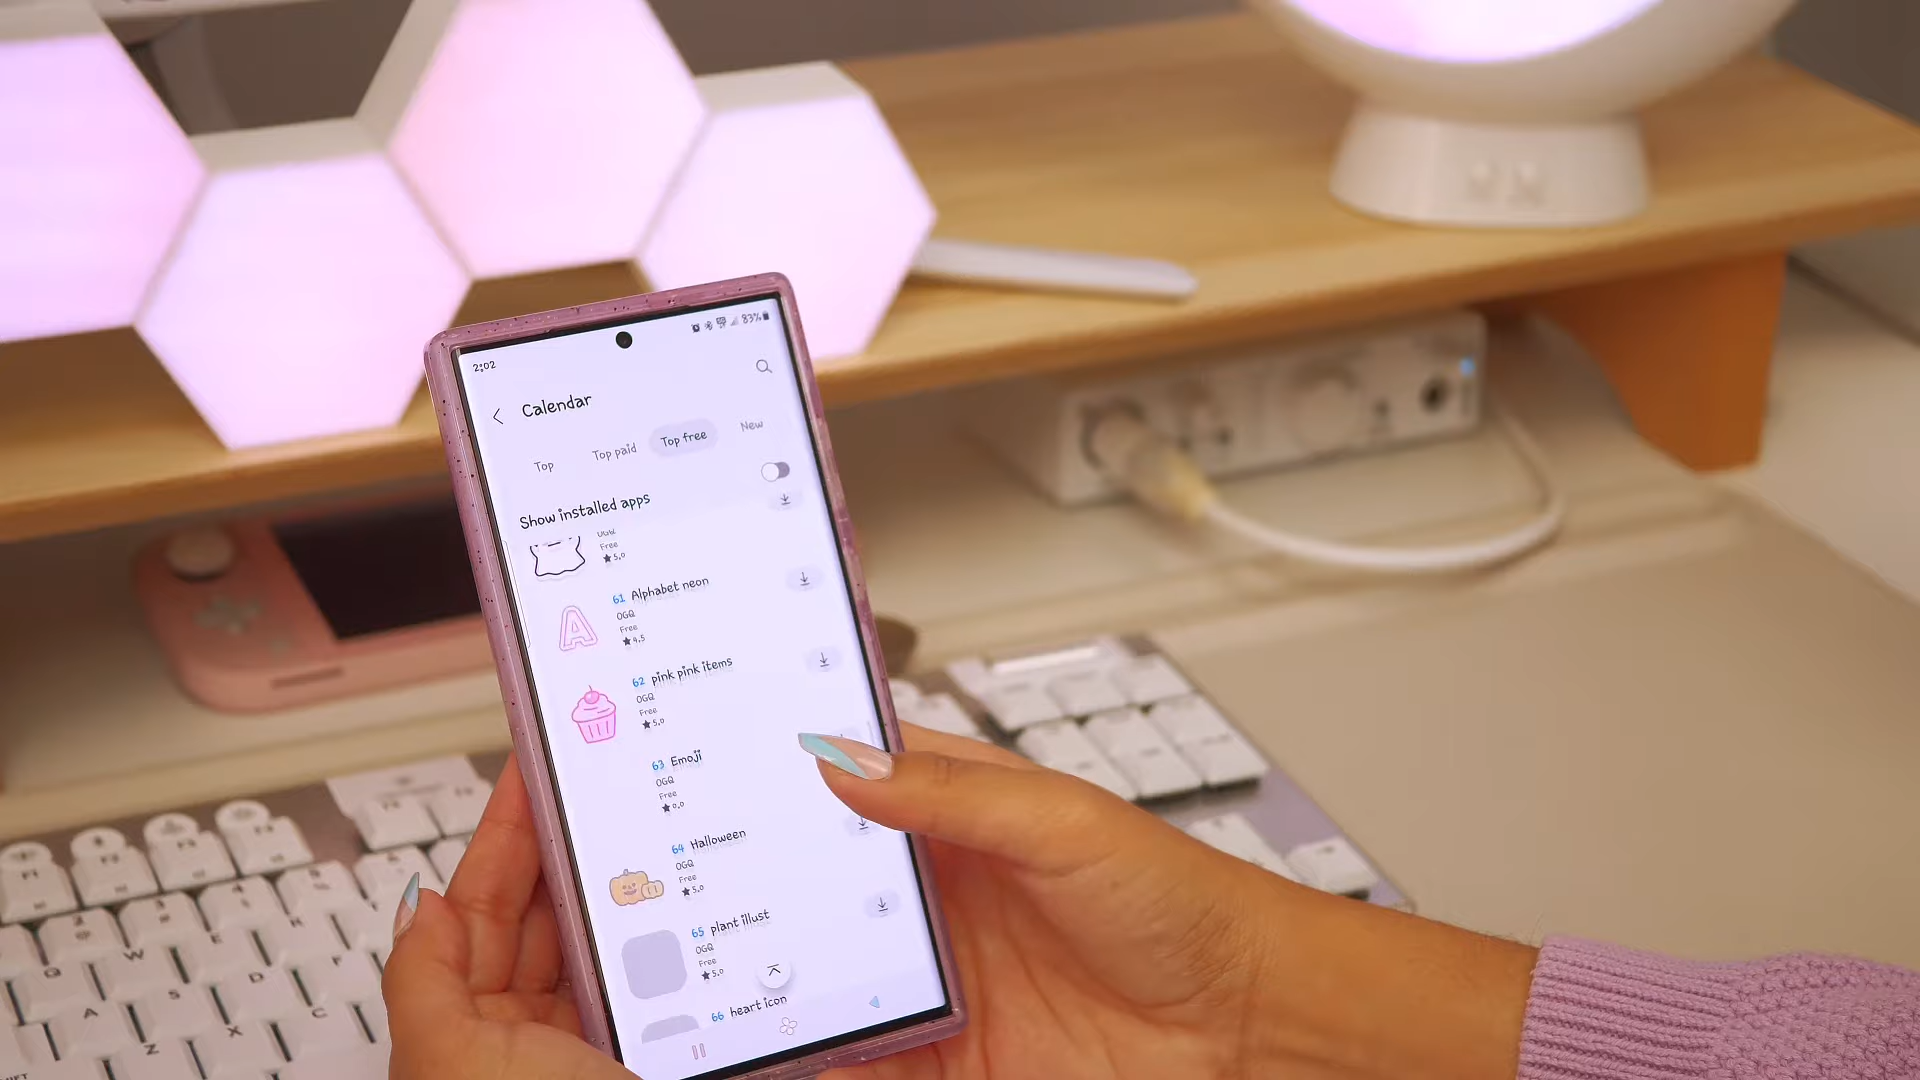 2:02
83%
Calendar
Top
Top paid
Top free
New
Show installed apps
Free
★5.0
61 Alphabet neon
OGQ
Free
★4.5
62 pink pink items
OGQ
Free
★5.0
63 Emoji
OGQ
Free
★0.0
64 Halloween
OGQ
Free
★5.0
65 plant illust
OGQ
Free
★5.0
66 heart icon
A
Q
W
E
R
A
S
D
F
Z
X
C